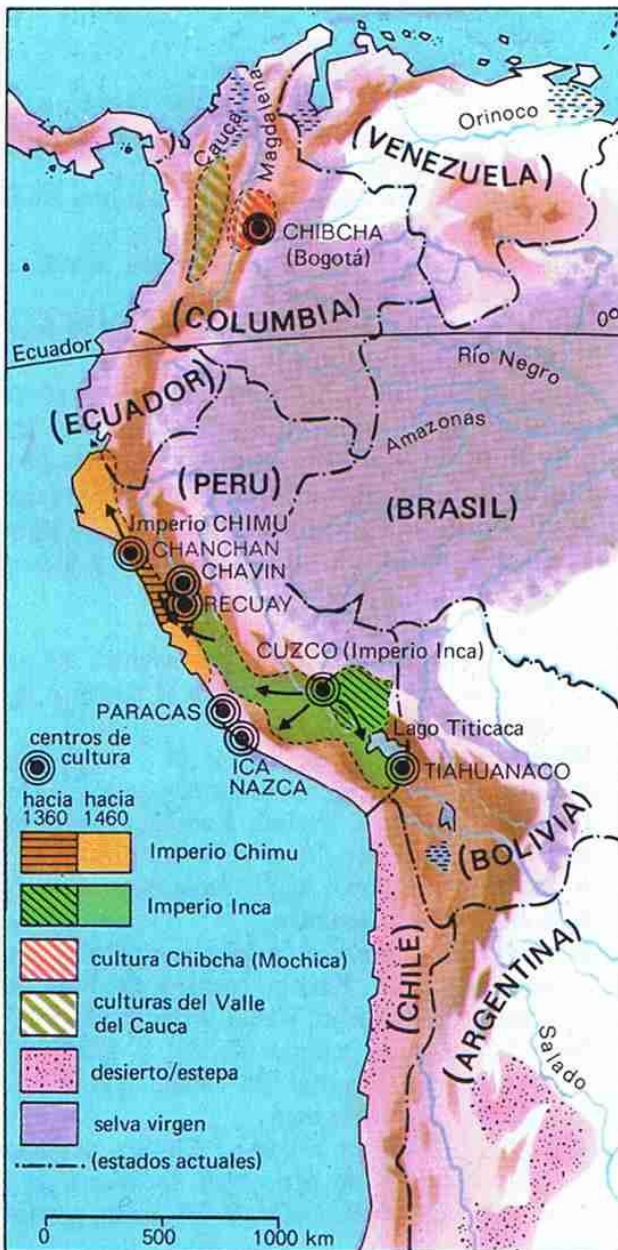 Cauca
Magdalena
Orinoco
(VENEZUELA)
CHIBCHA
(Bogotá)
(COLUMBIA)
0°
Ecuador
Río Negro
(ECUADOR)
Amazonas
(PERU)
(BRASIL)
Imperio CHIMU
CHANCHAN
CHAVIN
RECUAY
CUZCO (Imperio Inca)
PARACAS
Lago Titicaca
ICA
NAZCA
TIAHUANACO
(BOLIVIA)
(CHILE)
(ARGENTINA)
Salado
centros de
cultura
hacia hacia
1360 1460
Imperio Chimu
Imperio Inca
cultura Chibcha (Mochica)
culturas del Valle
del Cauca
desierto/estepa
selva virgen
(estados actuales)
0 500 1000 km